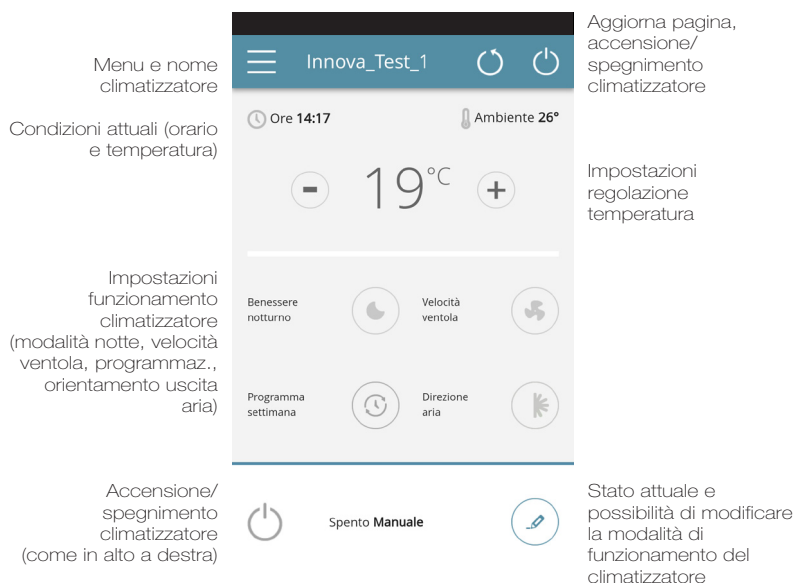 Menu e nome
climatizzatore
Condizioni attuali (orario
e temperatura)
Impostazioni
funzionamento
climatizzatore
(modalità notte, velocità
ventola, programmaz.,
orientamento uscita
aria)
Accensione/
spegnimento
climatizzatore
(come in alto a destra)
Innova_Test_1
Ore 14:17
Ambiente 26°
- 19°C +
Benessere
notturno
Velocità
ventola
Programma
settimana
Direzione
aria
Spento Manuale
Aggiorna pagina,
accensione/
spegnimento
climatizzatore
Impostazioni
regolazione
temperatura
Stato attuale e
possibilità di modificare
la modalità di
funzionamento del
climatizzatore